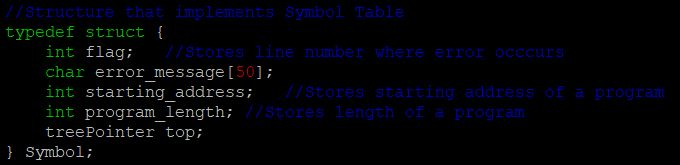 //Structure that implements Symbol Table
typedef struct {
    int flag;   //Stores line number where error occcurs
    char error_message[50];
    int starting_address;   //Stores starting address of a program
    int program_length; //Stores length of a program
    treePointer top;
} Symbol;